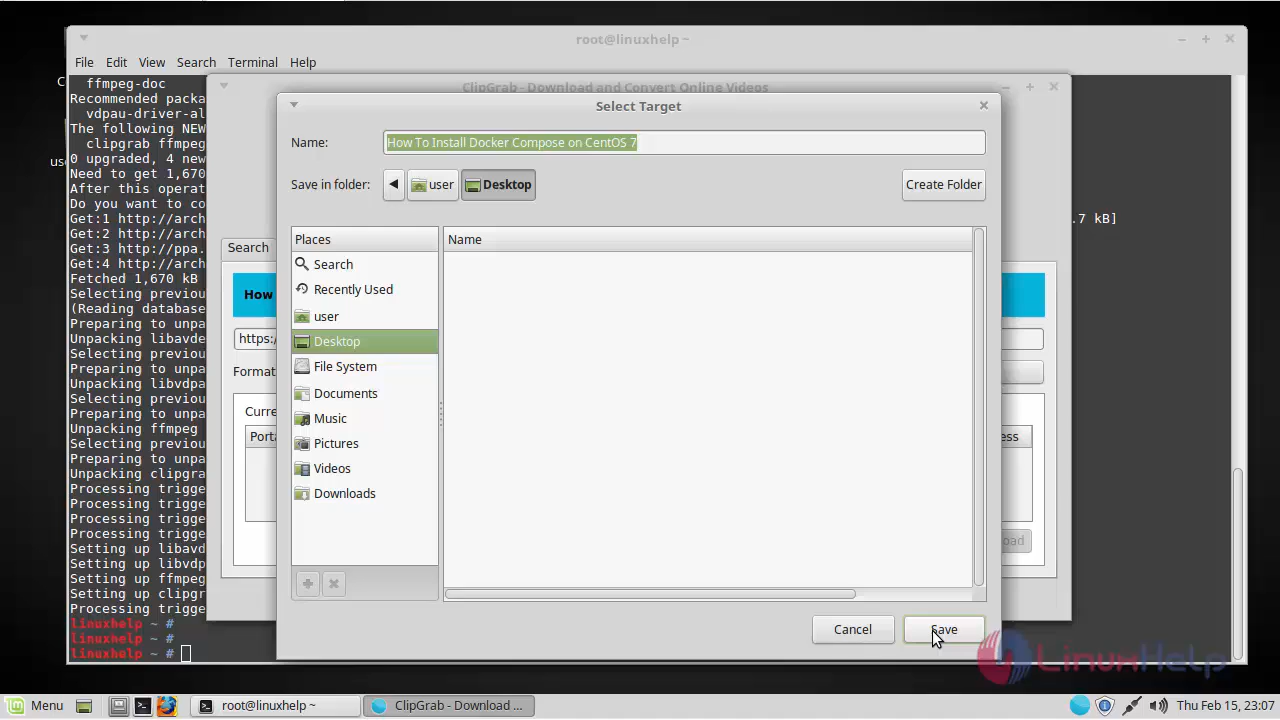 root@linuxhelp ~
File Edit View Search Terminal Help
ffmpeg-doc
Recommended packa
vdpau-driver-al
The following NEW
clipgrab ffmpeg
0 upgraded, 4 new
Need to get 1,670
After this operat
Do you want to co
Get:1 http://arch .7 kB]
Get:2 http://arch
Get:3 http://ppa.
Get:4 http://arch
Fetched 1,670 kB
Selecting previou
(Reading database
Preparing to unpa
Unpacking libavde
Selecting previou
Preparing to unpa
Unpacking libvdpa
Selecting previou
Preparing to unpa
Unpacking ffmpeg
Selecting previou
Preparing to unpa
Unpacking clipgra
Processing trigge
Processing trigge
Processing trigge
Processing trigge
Setting up libavd
Setting up libvdp
Setting up ffmpeg
Setting up clipgr
Processing trigge
linuxhelp ~ #
linuxhelp ~ #
linuxhelp ~ #
ClipGrab - Download and Convert Online Videos
Search
How
https:/
Format
Curre
Porta
ess
oad
Select Target
Name: How To Install Docker Compose on CentOS 7
Save in folder: user Desktop Create Folder
Places Name
Search
Recently Used
user
Desktop
File System
Documents
Music
Pictures
Videos
Downloads
Cancel Save
LinuxHelp
Menu root@linuxhelp ~ ClipGrab - Download ... Thu Feb 15, 23:07